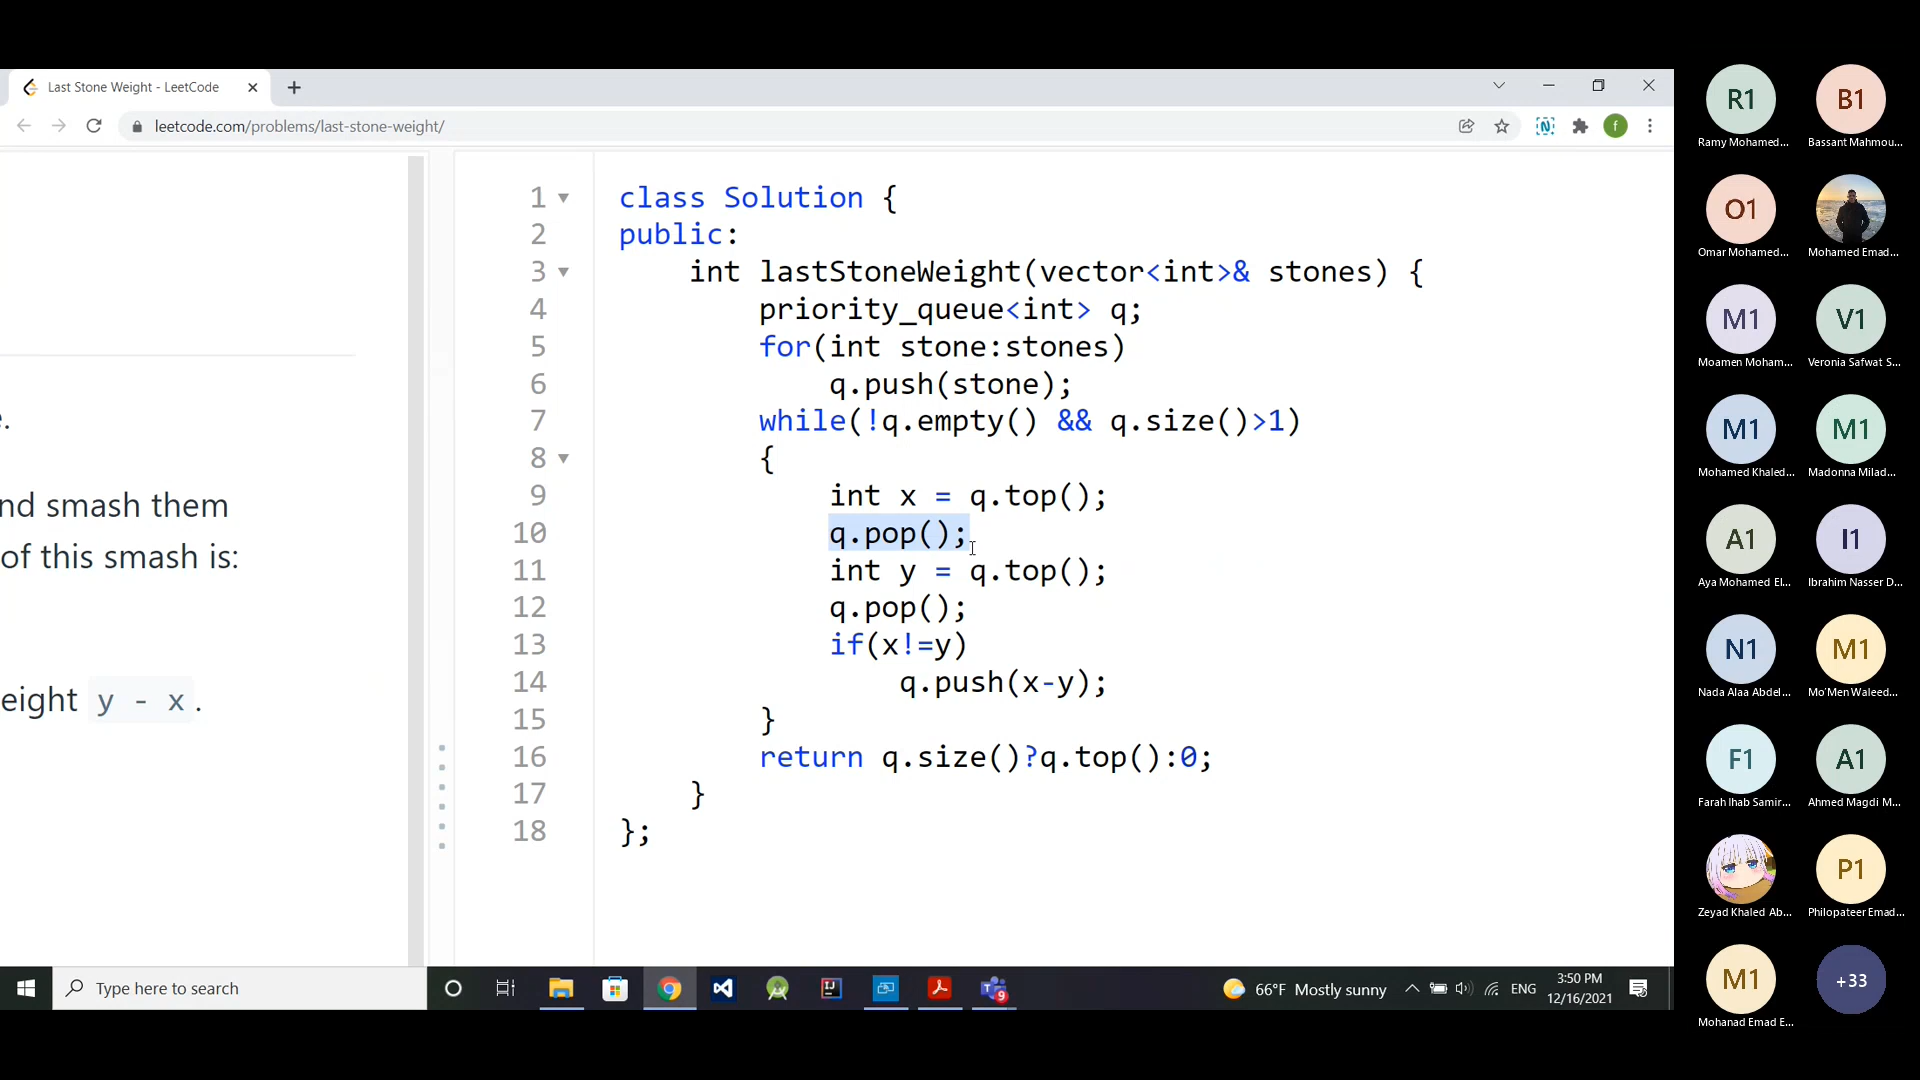 Last Stone Weight - LeetCode
leetcode.com/problems/last-stone-weight/
f
e.
nd smash them
of this smash is:
eight y - x.
1 class Solution {
2 public:
3 int lastStoneWeight(vector<int>& stones) {
4 priority_queue<int> q;
5 for(int stone:stones)
6 q.push(stone);
7 while(!q.empty() && q.size()>1)
8 {
9 int x = q.top();
10 q.pop();
11 int y = q.top();
12 q.pop();
13 if(x!=y)
14 q.push(x-y);
15 }
16 return q.size()?q.top():0;
17 }
18 };
Type here to search
9
66°F Mostly sunny
ENG
3:50 PM
12/16/2021
R1
Ramy Mohamed...
B1
Bassant Mahmou...
O1
Omar Mohamed...
Mohamed Emad...
M1
Moamen Moham...
V1
Veronia Safwat S...
M1
Mohamed Khaled...
M1
Madonna Milad...
A1
Aya Mohamed El...
I1
Ibrahim Nasser D...
N1
Nada Alaa Abdel...
M1
Mo'Men Waleed...
F1
Farah Ihab Samir...
A1
Ahmed Magdi M...
Zeyad Khaled Ab...
P1
Philopateer Emad...
M1
Mohanad Emad E...
+33